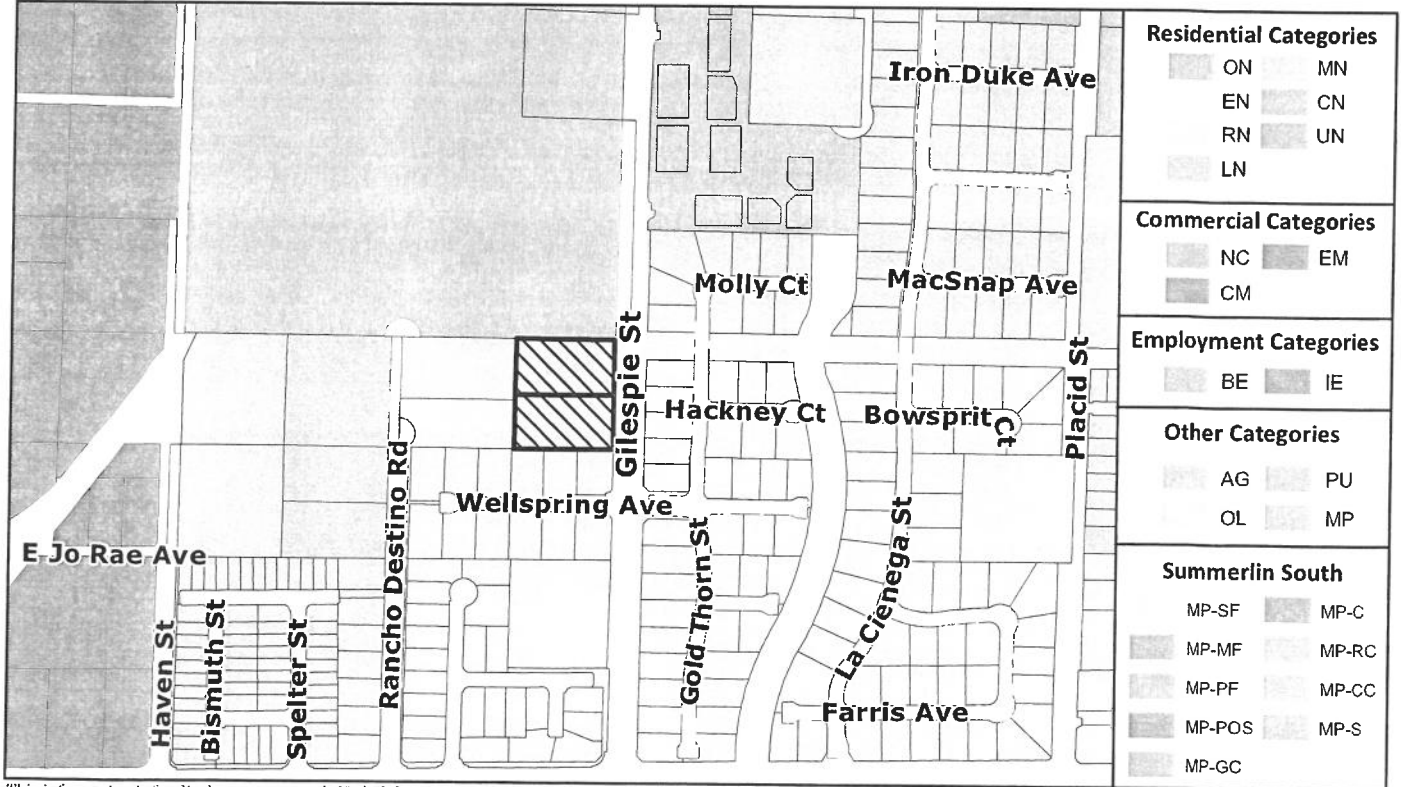 Iron Duke Ave
Molly Ct
MacSnap Ave
Gilespie St
Placid St
Hackney Ct
Bowsprit Ct
Rancho Destino Rd
Wellspring Ave
E Jo Rae Ave
Gold Thorn St
La Cienega St
Haven St
Bismuth St
Spelter St
Farris Ave
Residential Categories
ON MN
EN CN
RN UN
LN
Commercial Categories
NC EM
CM
Employment Categories
BE IE
Other Categories
AG PU
OL MP
Summerlin South
MP-SF MP-C
MP-MF MP-RC
MP-PF MP-CC
MP-POS MP-S
MP-GC